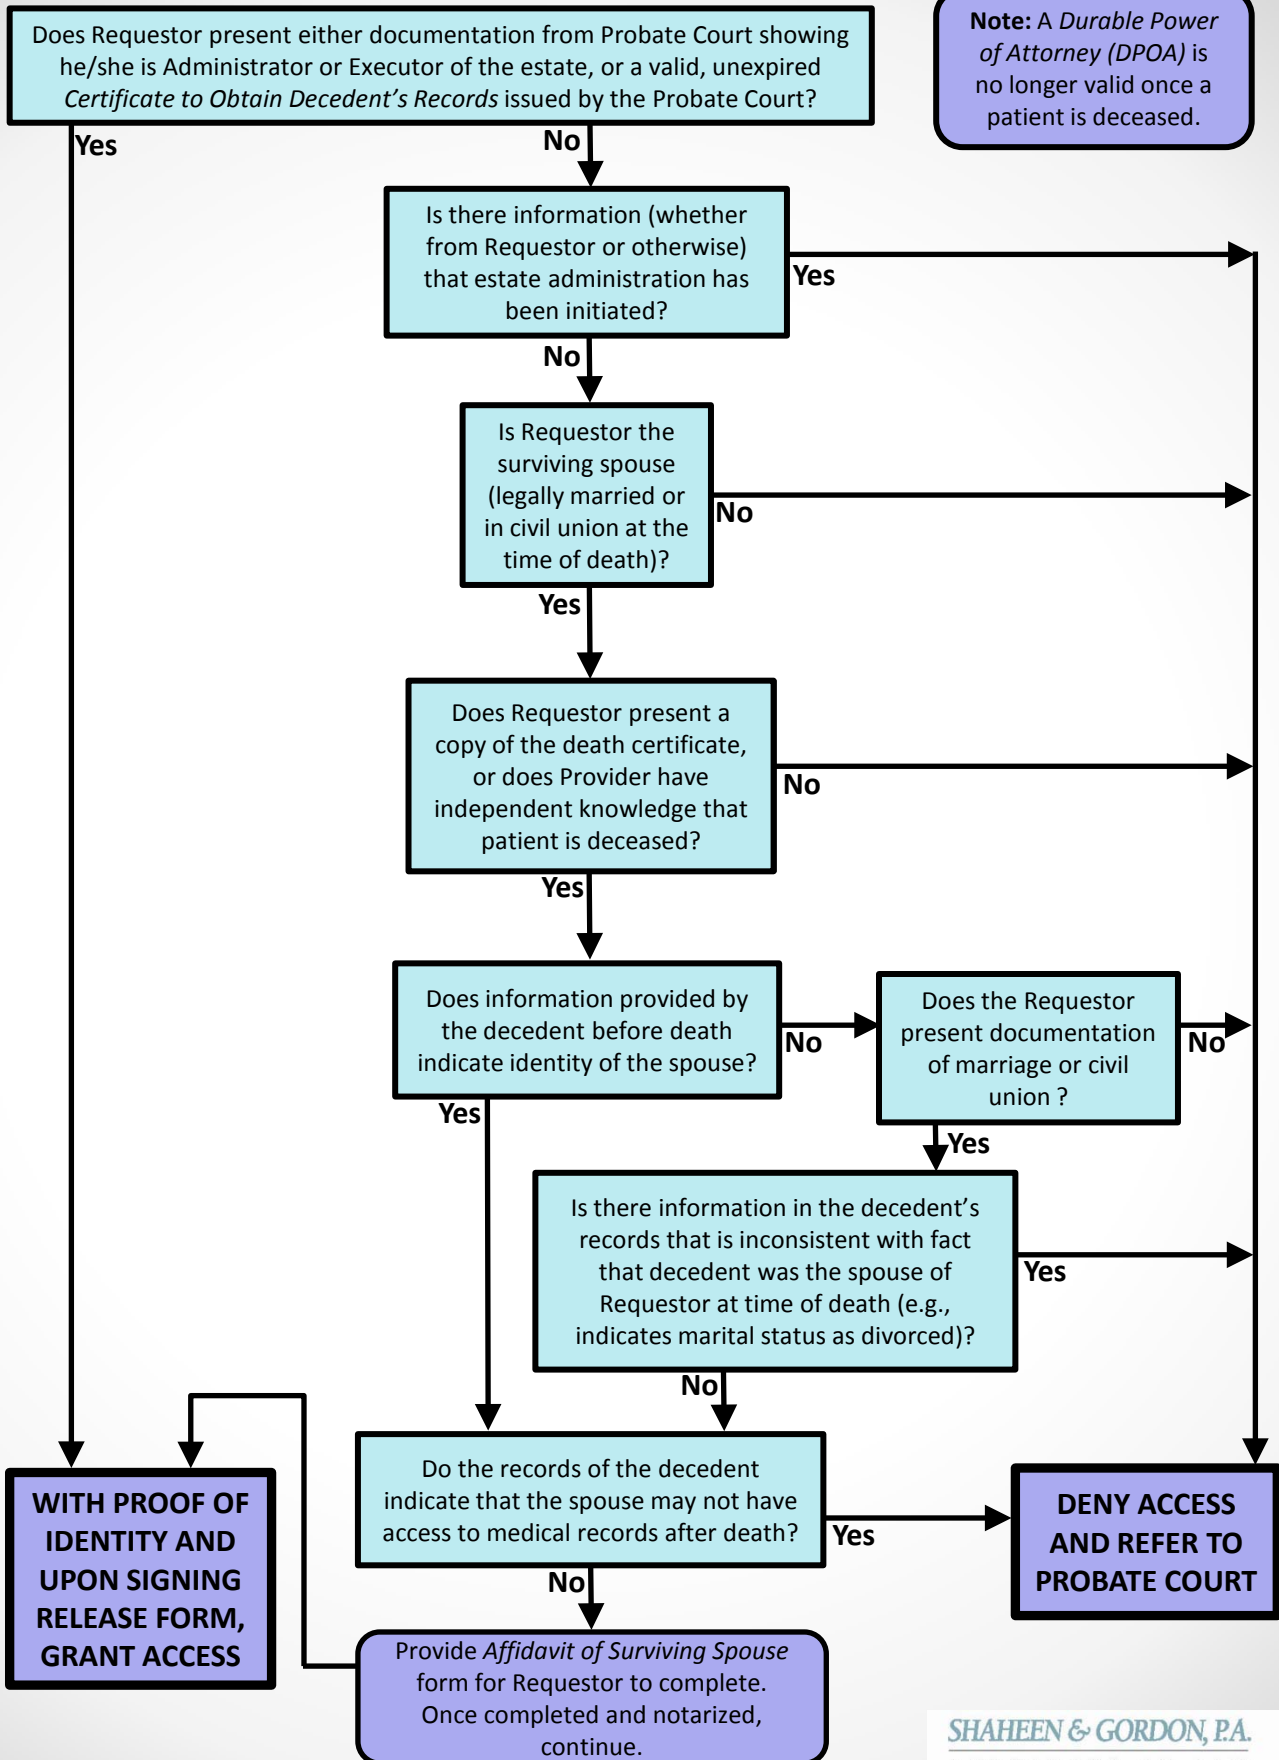 Does Requestor present either documentation from Probate Court showing
he/she is Administrator or Executor of the estate, or a valid, unexpired
Certificate to Obtain Decedent's Records issued by the Probate Court?
Note: A Durable Power
of Attorney (DPOA) is
no longer valid once a
patient is deceased.
Yes
No
Is there information (whether
from Requestor or otherwise)
that estate administration has
been initiated?
Yes
No
Is Requestor the
surviving spouse
(legally married or
in civil union at the
time of death)?
No
Yes
Does Requestor present a
copy of the death certificate,
or does Provider have
independent knowledge that
patient is deceased?
No
Yes
Does information provided by
the decedent before death
indicate identity of the spouse?
No
Does the Requestor
present documentation
of marriage or civil
union ?
No
Yes
Yes
Is there information in the decedent's
records that is inconsistent with fact
that decedent was the spouse of
Requestor at time of death (e.g.,
indicates marital status as divorced)?
Yes
No
Do the records of the decedent
indicate that the spouse may not have
access to medical records after death?
Yes
No
WITH PROOF OF
IDENTITY AND
UPON SIGNING
RELEASE FORM,
GRANT ACCESS
DENY ACCESS
AND REFER TO
PROBATE COURT
Provide Affidavit of Surviving Spouse
form for Requestor to complete.
Once completed and notarized,
continue.
SHAHEEN & GORDON, P.A.